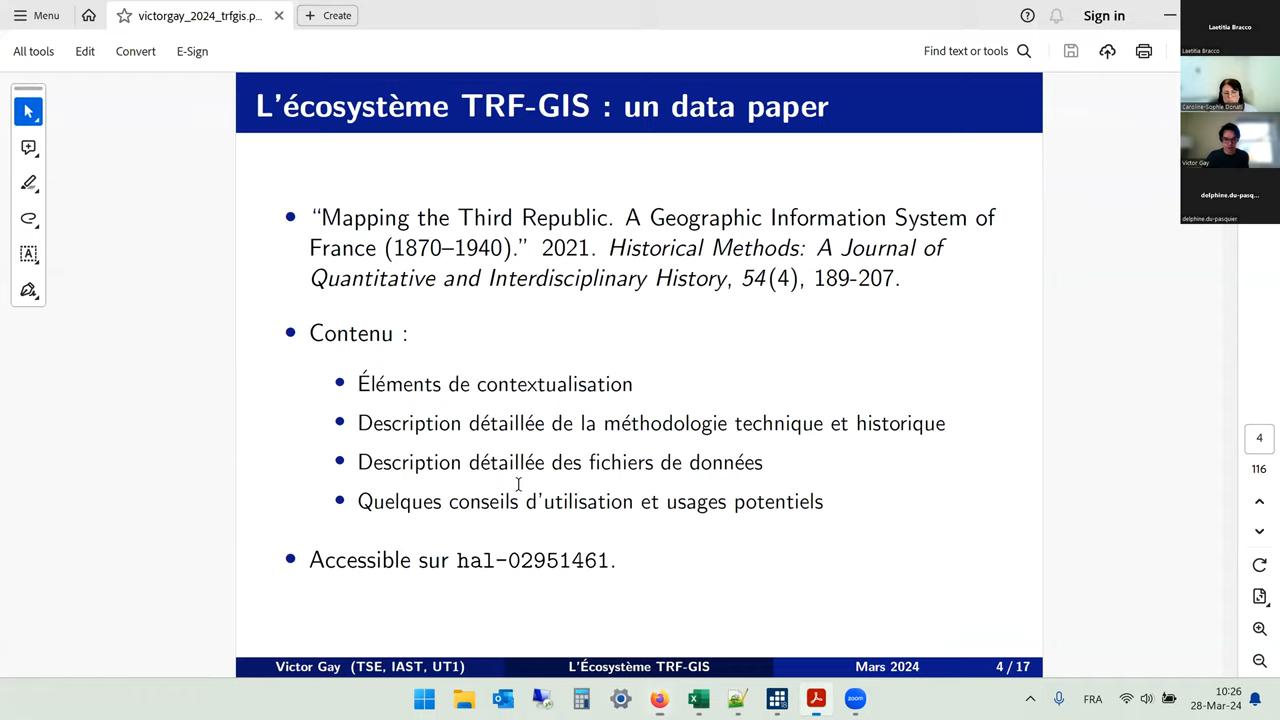 Menu
victorgay_2024_trfgis.p...
Create
Sign in
All tools
Edit
Convert
E-Sign
Find text or tools
Laetitia Bracco
Laetitia Bracco
Caroline-Sophie Donati
Victor Gay
delphine.du-pasq...
delphine.du-pasquier
L'écosystème TRF-GIS : un data paper
• “Mapping the Third Republic. A Geographic Information System of
France (1870–1940).” 2021. Historical Methods: A Journal of
Quantitative and Interdisciplinary History, 54(4), 189-207.
• Contenu :
• Éléments de contextualisation
• Description détaillée de la méthodologie technique et historique
• Description détaillée des fichiers de données
• Quelques conseils d'utilisation et usages potentiels
• Accessible sur hal-02951461.
4
116
Victor Gay (TSE, IAST, UT1)
L'Écosystème TRF-GIS
Mars 2024
4 / 17
zoom
FRA
10:26
28-Mar-24